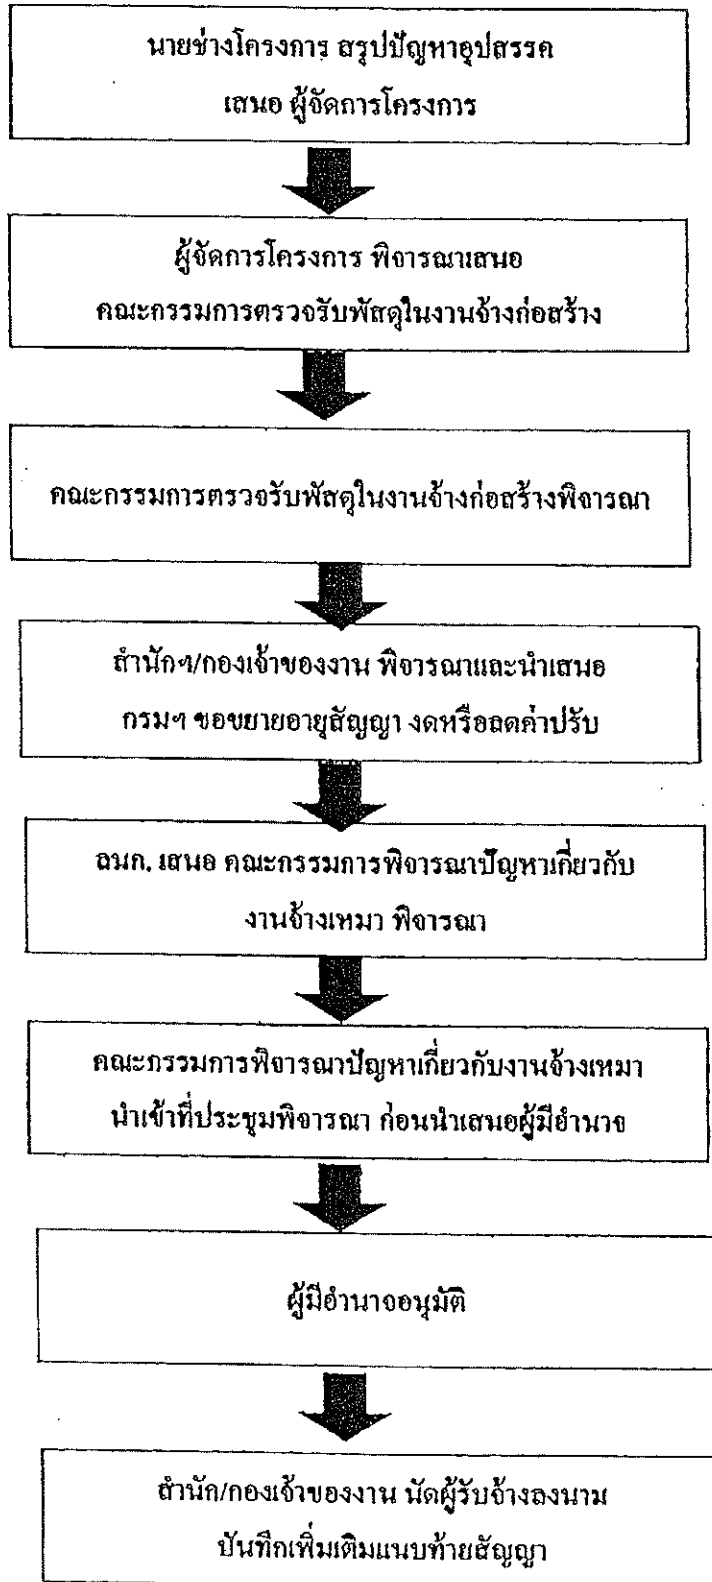 นายช่างโครงการ สรุปปัญหาอุปสรรค
เสนอ ผู้จัดการโครงการ
ผู้จัดการโครงการ พิจารณาเสนอ
คณะกรรมการตรวจรับพัสดุในงานจ้างก่อสร้าง
คณะกรรมการตรวจรับพัสดุในงานจ้างก่อสร้างพิจารณา
สำนักฯ/กองเจ้าของงาน พิจารณาและนำเสนอ
กรมฯ ขอขยายอายุสัญญา งดหรือลดค่าปรับ
ลนก. เสนอ คณะกรรมการพิจารณาปัญหาเกี่ยวกับ
งานจ้างเหมา พิจารณา
คณะกรรมการพิจารณาปัญหาเกี่ยวกับงานจ้างเหมา
นำเข้าที่ประชุมพิจารณา ก่อนนำเสนอผู้มีอำนาจ
ผู้มีอำนาจอนุมัติ
สำนัก/กองเจ้าของงาน นัดผู้รับจ้างลงนาม
บันทึกเพิ่มเติมแนบท้ายสัญญา